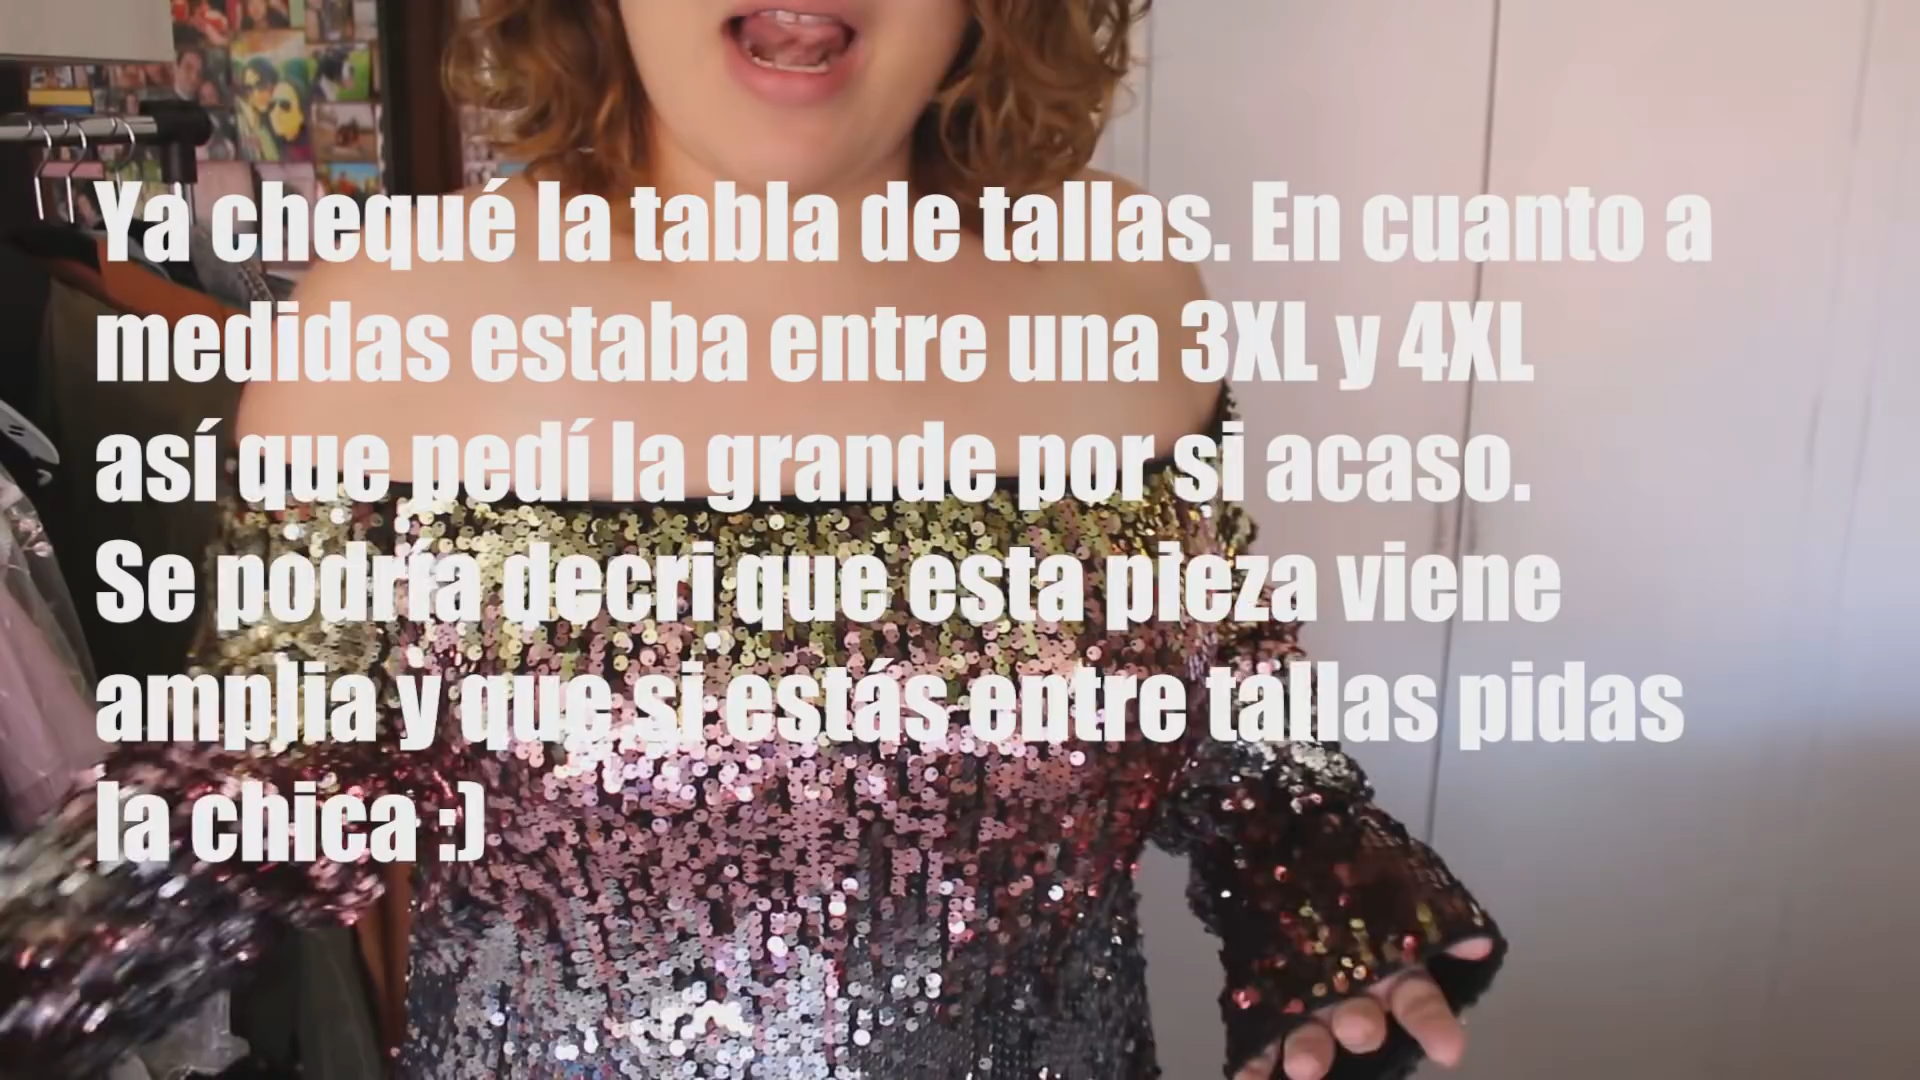 Ya chequé la tabla de tallas. En cuanto a
medidas estaba entre una 3XL y 4XL
así que pedí la grande por si acaso.
Se podría decri que esta pieza viene
amplia y que si estás entre tallas pidas
la chica :)